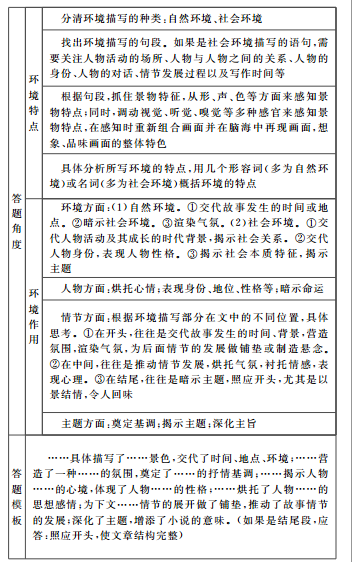 答题角度
环境特点
分清环境描写的种类:自然环境、社会环境
找出环境描写的句段。如果是社会环境描写的语句,需
要关注人物活动的场所、人物与人物之间的关系、人物的
身份、人物的对话、情节发展过程以及写作时间等
根据句段,抓住景物特征,从形、声、色等方面来感知景
物特点;同时,调动视觉、听觉、嗅觉等多种感官来感知景
物特点,在感知时重新组合画面并在脑海中再现画面,想
象、品味画面的整体特色
具体分析所写环境的特点,用几个形容词(多为自然环
境)或名词(多为社会环境)概括环境的特点
环境作用
环境方面:(1)自然环境。①交代故事发生的时间或地
点。②暗示社会环境。③渲染气氛。(2)社会环境。①交
代人物活动及其成长的时代背景,揭示社会关系。②交代
人物身份,表现人物性格。③揭示社会本质特征,揭示
主题
人物方面:烘托心情;表现身份、地位、性格等;暗示命运
情节方面:根据环境描写部分在文中的不同位置,具体
思考。①在开头,往往是交代故事发生的时间、背景,营造
氛围,渲染气氛,为后面情节的发展做铺垫或制造悬念。
②在中间,往往是推动情节发展,烘托气氛,衬托情感,表
现心理。③在结尾,往往是暗示主题,照应开头,尤其是以
景结情,令人回味
主题方面:奠定基调;揭示主题;深化主旨
答题模板
……具体描写了……景色,交代了时间、地点、环境;……营
造了一种……的氛围,奠定了……的抒情基调;……揭示人物
……的心境,体现了人物……的性格;……烘托了人物……的
思想感情;为下文……情节的展开做了铺垫,推动了故事情节
的发展;深化了主题,增添了小说的意味。(如果是结尾段,应
答:照应开头,使文章结构完整)